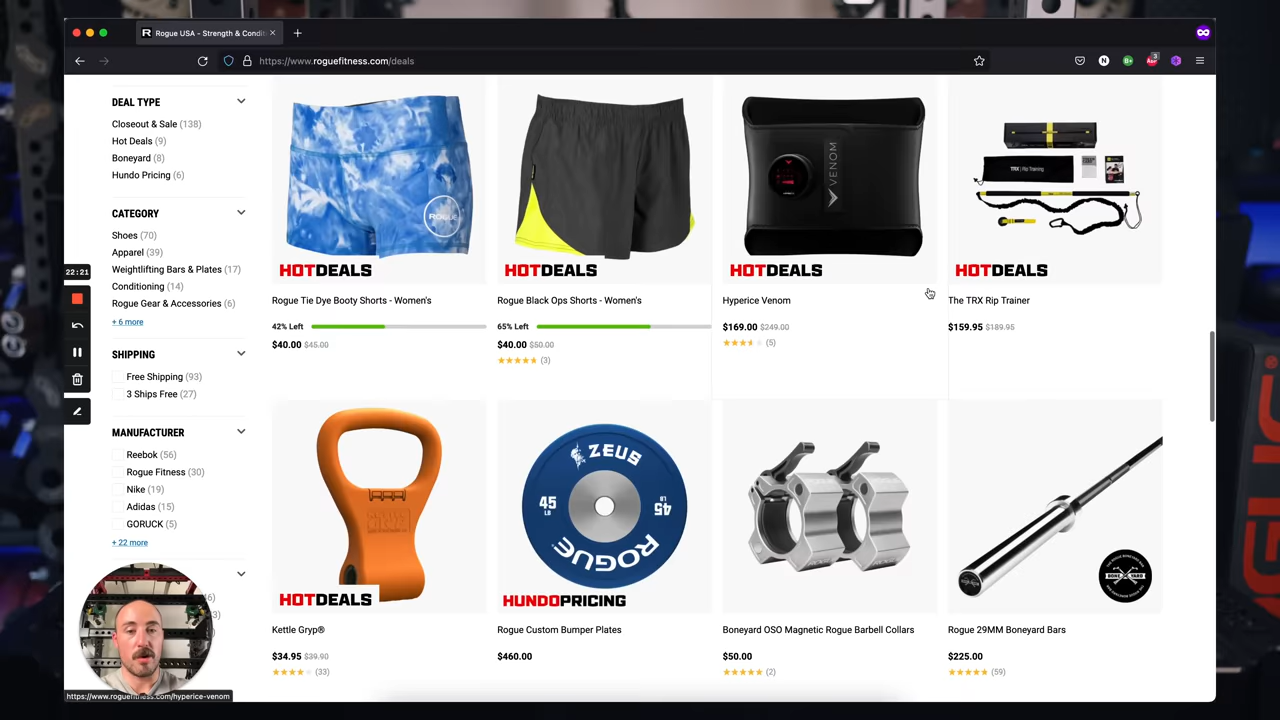 Rogue USA - Strength & Condit
https://www.roguefitness.com/deals
DEAL TYPE
Closeout & Sale (138)
Hot Deals (9)
Boneyard (8)
Hundo Pricing (6)
CATEGORY
Shoes (70)
Apparel (39)
Weightlifting Bars & Plates (17)
Conditioning (14)
Rogue Gear & Accessories (6)
+ 6 more
SHIPPING
Free Shipping (93)
3 Ships Free (27)
MANUFACTURER
Reebok (56)
Rogue Fitness (30)
Nike (19)
Adidas (15)
GORUCK (5)
+ 22 more
22:21
https://www.roguefitness.com/hyperice-venom
ROGUE
HOTDEALS
Rogue Tie Dye Booty Shorts - Women's
42% Left
$40.00 $45.00
HOTDEALS
Rogue Black Ops Shorts - Women's
65% Left
$40.00 $50.00
(3)
VENOM
HOTDEALS
Hyperice Venom
$169.00 $249.00
(5)
HOTDEALS
The TRX Rip Trainer
$159.95 $189.95
HOTDEALS
Kettle Gryp®
$34.95 $39.90
(33)
ZEUS
45 LB
45 LB
ROGUE
HUNDOPRICING
Rogue Custom Bumper Plates
$460.00
Boneyard OSO Magnetic Rogue Barbell Collars
$50.00
(2)
BONEYARD
Rogue 29MM Boneyard Bars
$225.00
(59)